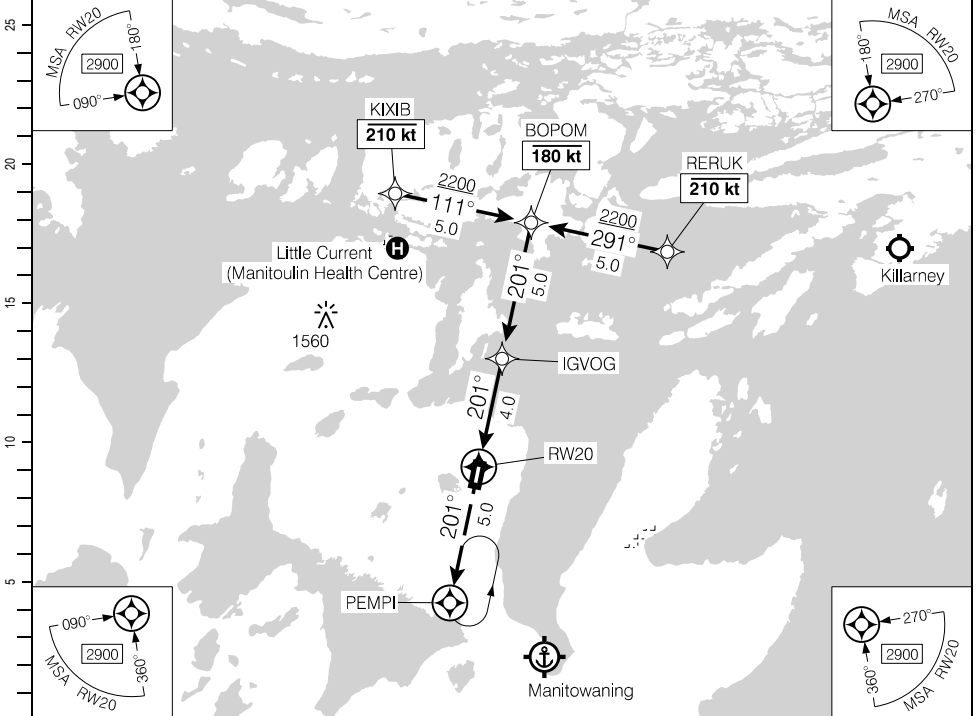 25
MSA RW20
180°
2900
090°
MSA RW20
180°
2900
270°
KIXIB
210 kt
BOPOM
180 kt
RERUK
210 kt
20
2200
111°
5.0
2200
291°
5.0
Little Current
(Manitoulin Health Centre)
H
Killarney
201°
5.0
15
1560
IGVOG
201°
4.0
10
RW20
201°
5.0
5
PEMPI
090°
2900
360°
MSA RW20
270°
2900
360°
MSA RW20
Manitowaning